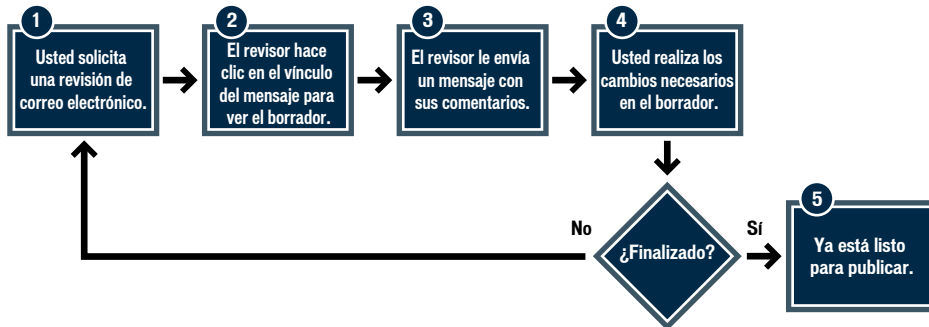 1
Usted solicita
una revisión de
correo electrónico.
2
El revisor hace
clic en el vínculo
del mensaje para
ver el borrador.
3
El revisor le envía
un mensaje con
sus comentarios.
4
Usted realiza los
cambios necesarios
en el borrador.
No
¿Finalizado?
Sí
5
Ya está listo
para publicar.